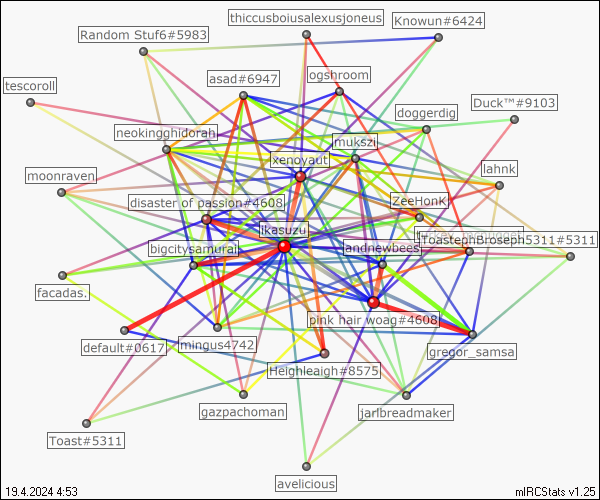 thiccusboiusalexusjoneus
Knowun#6424
Random Stuf6#5983
asad#6947
ogshroom
tescoroll
Duck™#9103
doggerdig
neokingghidorah
mukszi
xenoyaut
lahnk
moonraven
disaster of passion#4608
ZeeHonK
ikasuzu
bigcitysamurai
andnewbees
!ToastephBroseph5311#5311
facadas.
pink hair woag#4608
default#0617
mingus4742
gregor_samsa
Heighleaigh#8575
gazpachoman
jarlbreadmaker
Toast#5311
avelicious
19.4.2024 4:53
mIRCStats v1.25